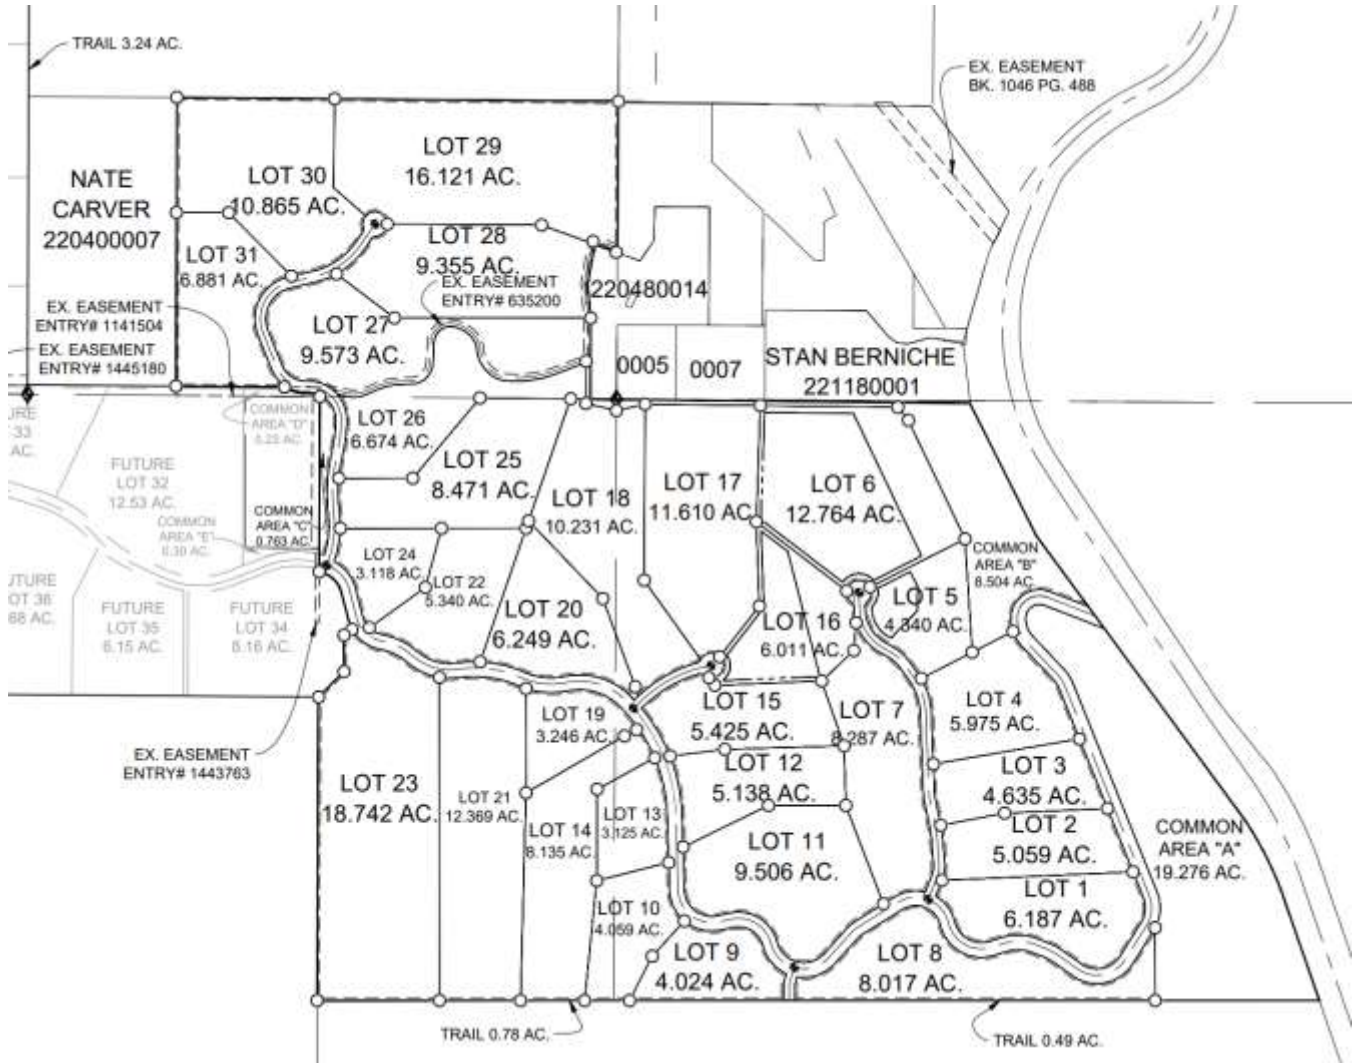 TRAIL 3.24 AC.
EX. EASEMENT
BK. 1046 PG. 488
NATE
CARVER
220400007
LOT 30
10.865 AC.
LOT 29
16.121 AC.
LOT 31
6.881 AC.
LOT 28
9.355 AC.
EX. EASEMENT
ENTRY# 635200
220480014
EX. EASEMENT
ENTRY# 1141504
EX. EASEMENT
ENTRY# 1445180
LOT 27
9.573 AC.
0005
0007
STAN BERNICHE
221180001
33
AC.
COMMON
AREA "D"
LOT 26
6.674 AC.
FUTURE
LOT 32
12.53 AC.
LOT 25
8.471 AC.
LOT 18
10.231 AC.
LOT 17
11.610 AC.
LOT 6
12.764 AC.
COMMON
AREA "C"
0.763 AC.
COMMON
AREA "E"
0.30 AC.
LOT 24
3.118 AC.
LOT 22
5.340 AC.
COMMON
AREA "B"
8.504 AC.
UTURE
OT 36
68 AC.
FUTURE
LOT 35
6.15 AC.
FUTURE
LOT 34
LOT 20
6.249 AC.
LOT 16
6.011 AC.
LOT 5
4.340 AC.
LOT 19
3.246 AC.
LOT 15
5.425 AC.
LOT 7
8.287 AC.
LOT 4
5.975 AC.
EX. EASEMENT
ENTRY# 1443763
LOT 23
18.742 AC.
LOT 21
12.369 AC.
LOT 14
8.135 AC.
LOT 13
3.125 AC.
LOT 12
5.138 AC.
LOT 3
4.635 AC.
LOT 2
5.059 AC.
COMMON
AREA "A"
19.276 AC.
LOT 11
9.506 AC.
LOT 1
6.187 AC.
LOT 10
4.059 AC.
LOT 9
4.024 AC.
LOT 8
8.017 AC.
TRAIL 0.78 AC.
TRAIL 0.49 AC.